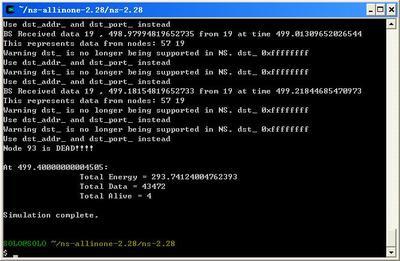 ~/ns-allinone-2.28/ns-2.28
Use dst_addr_ and dst_port_ instead
BS Received data 19 , 498.97994819652735 from 19 at time 499.01309652026544
This represents data from nodes: 57 19
Warning dst_ is no longer being supported in NS. dst_ 0xffffffff
Use dst_addr_ and dst_port_ instead
Warning dst_ is no longer being supported in NS. dst_ 0xffffffff
Use dst_addr_ and dst_port_ instead
BS Received data 19 , 499.18154819652733 from 19 at time 499.21844685470973
This represents data from nodes: 57 19
Warning dst_ is no longer being supported in NS. dst_ 0xffffffff
Use dst_addr_ and dst_port_ instead
Warning dst_ is no longer being supported in NS. dst_ 0xffffffff
Use dst_addr_ and dst_port_ instead
Node 93 is DEAD!!!!
At 499.40000000004505:
Total Energy = 293.74124004762393
Total Data = 43472
Total Alive = 4
Simulation complete.
SOLO@SOLO ~/ns-allinone-2.28/ns-2.28
$